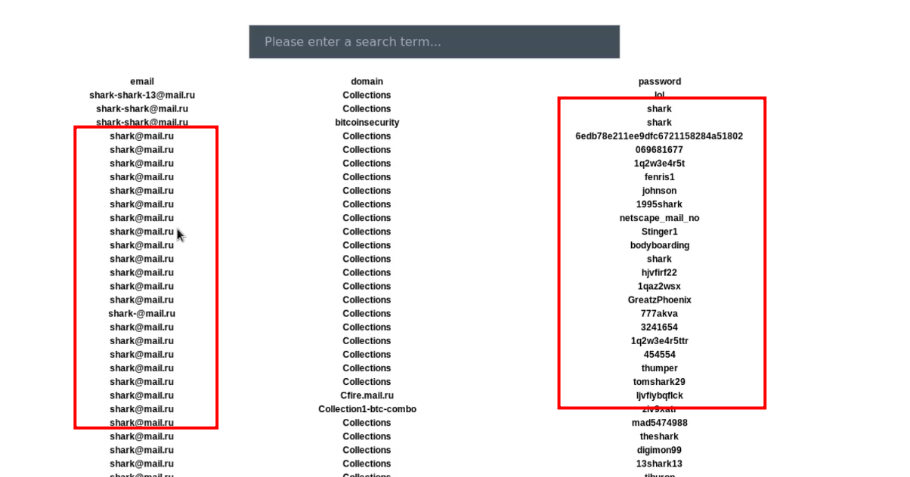 Please enter a search term...
email domain password
shark-shark-13@mail.ru Collections lol
shark-shark@mail.ru Collections shark
shark-shark@mail.ru bitcoinsecurity shark
shark@mail.ru Collections 6edb78e211ee9dfc6721158284a51802
shark@mail.ru Collections 069681677
shark@mail.ru Collections 1q2w3e4r5t
shark@mail.ru Collections fenris1
shark@mail.ru Collections johnson
shark@mail.ru Collections 1995shark
shark@mail.ru Collections netscape_mail_no
shark@mail.ru Collections Stinger1
shark@mail.ru Collections bodyboarding
shark@mail.ru Collections shark
shark@mail.ru Collections hjvfirf22
shark@mail.ru Collections 1qaz2wsx
shark@mail.ru Collections GreatzPhoenix
shark-@mail.ru Collections 777akva
shark@mail.ru Collections 3241654
shark@mail.ru Collections 1q2w3e4r5ttr
shark@mail.ru Collections 454554
shark@mail.ru Collections thumper
shark@mail.ru Collections tomshark29
shark@mail.ru Cfire.mail.ru
shark@mail.ru Collection1-btc-combo
shark@mail.ru Collections mad5474988
shark@mail.ru Collections theshark
shark@mail.ru Collections digimon99
shark@mail.ru Collections 13shark13